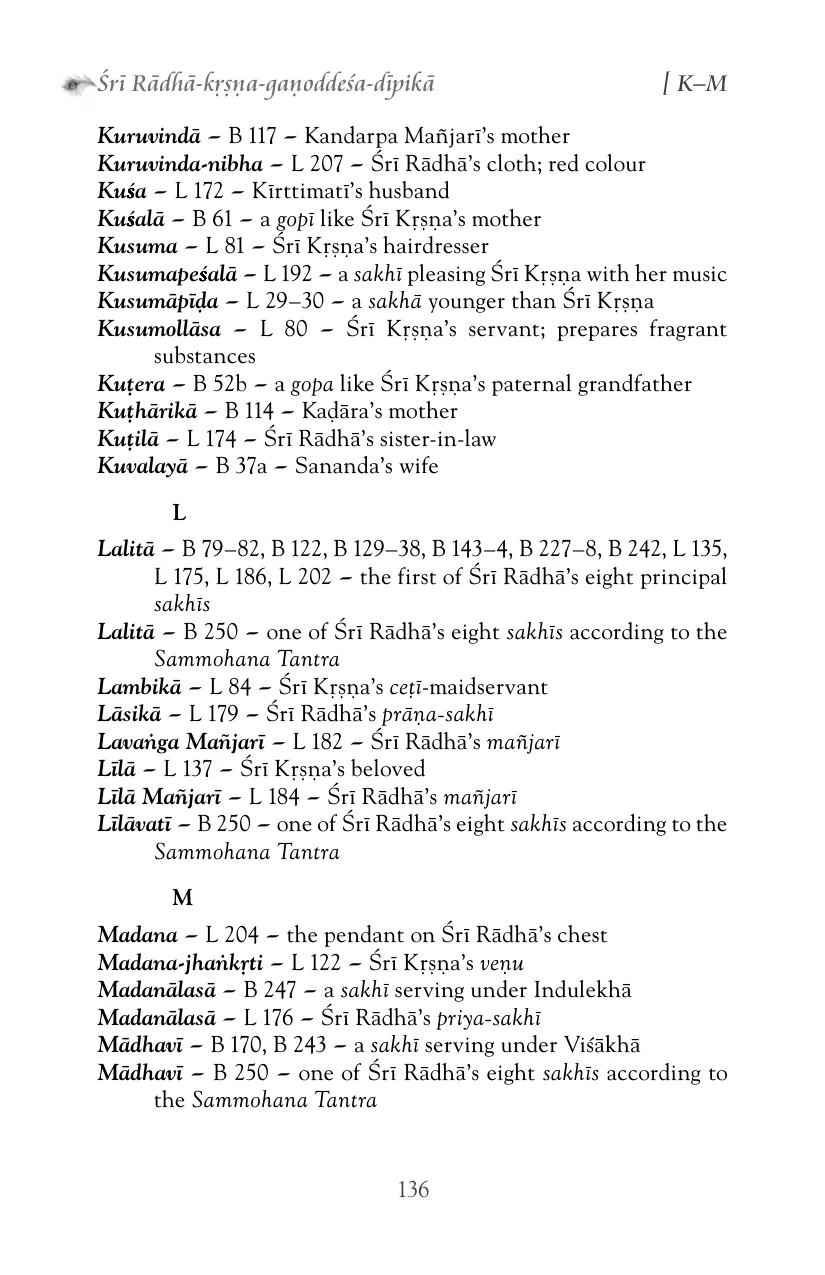 Śrī Rādhā-kṛṣṇa-gaṇoddeśa-dīpikā [ K–M
Kuruvindā – B 117 – Kandarpa Mañjarī’s mother
Kuruvinda-nibha – L 207 – Śrī Rādhā’s cloth; red colour
Kuśa – L 172 – Kīrttimatī’s husband
Kuśalā – B 61 – a gopī like Śrī Kṛṣṇa’s mother
Kusuma – L 81 – Śrī Kṛṣṇa’s hairdresser
Kusumapeśalā – L 192 – a sakhī pleasing Śrī Kṛṣṇa with her music
Kusumāpīḍa – L 29–30 – a sakhā younger than Śrī Kṛṣṇa
Kusumollāsa – L 80 – Śrī Kṛṣṇa’s servant; prepares fragrant
substances
Kuṭera – B 52b – a gopa like Śrī Kṛṣṇa’s paternal grandfather
Kuṭhārikā – B 114 – Kaḍāra’s mother
Kuṭilā – L 174 – Śrī Rādhā’s sister-in-law
Kuvalayā – B 37a – Sananda’s wife
L
Lalitā – B 79–82, B 122, B 129–38, B 143–4, B 227–8, B 242, L 135,
L 175, L 186, L 202 – the first of Śrī Rādhā’s eight principal
sakhīs
Lalitā – B 250 – one of Śrī Rādhā’s eight sakhīs according to the
Sammohana Tantra
Lambikā – L 84 – Śrī Kṛṣṇa’s ceṭī-maidservant
Lāsikā – L 179 – Śrī Rādhā’s prāṇa-sakhī
Lavaṅga Mañjarī – L 182 – Śrī Rādhā’s mañjarī
Līlā – L 137 – Śrī Kṛṣṇa’s beloved
Līlā Mañjarī – L 184 – Śrī Rādhā’s mañjarī
Līlāvatī – B 250 – one of Śrī Rādhā’s eight sakhīs according to the
Sammohana Tantra
M
Madana – L 204 – the pendant on Śrī Rādhā’s chest
Madana-jhaṅkṛti – L 122 – Śrī Kṛṣṇa’s veṇu
Madanālasā – B 247 – a sakhī serving under Indulekhā
Madanālasā – L 176 – Śrī Rādhā’s priya-sakhī
Mādhavī – B 170, B 243 – a sakhī serving under Viśākhā
Mādhavī – B 250 – one of Śrī Rādhā’s eight sakhīs according to
the Sammohana Tantra
136